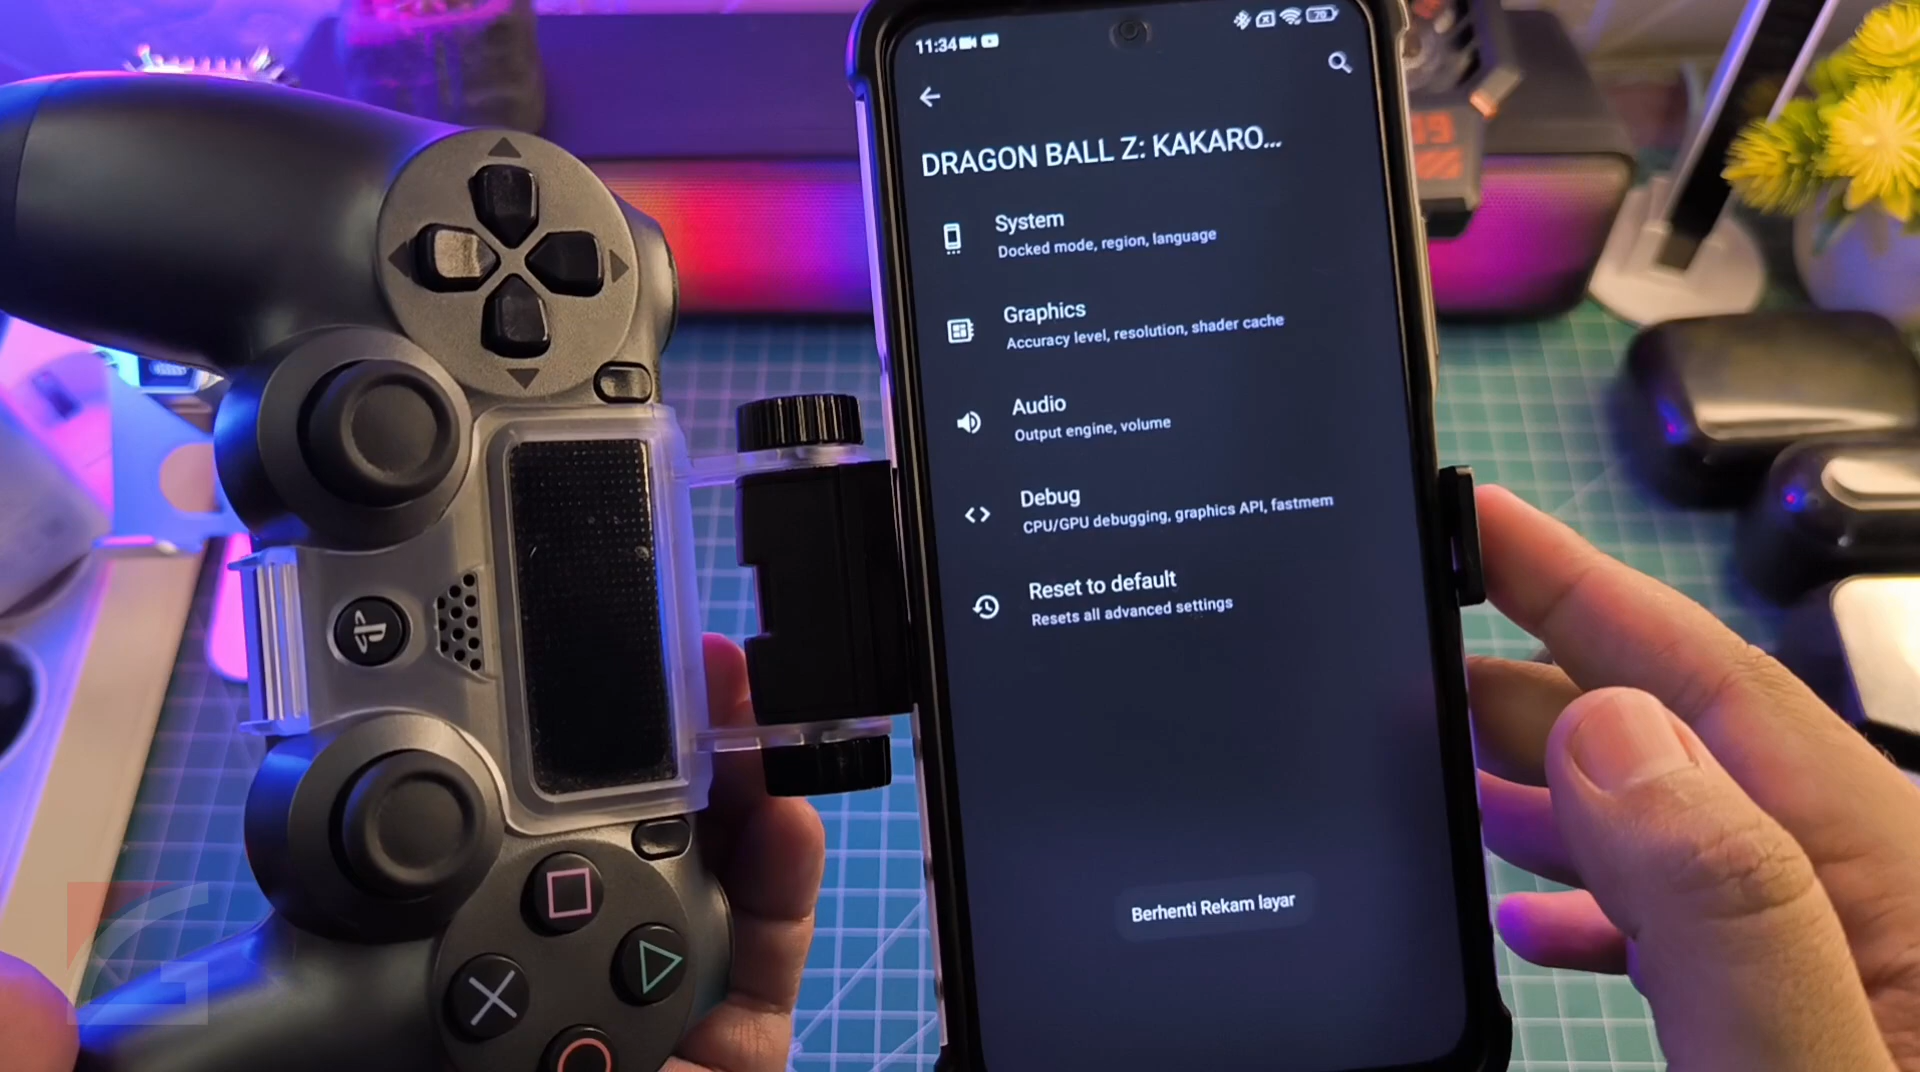 11:34
70
DRAGON BALL Z: KAKARO...
System
Docked mode, region, language
Graphics
Accuracy level, resolution, shader cache
Audio
Output engine, volume
Debug
CPU/GPU debugging, graphics API, fastmem
Reset to default
Resets all advanced settings
Berhenti Rekam layar